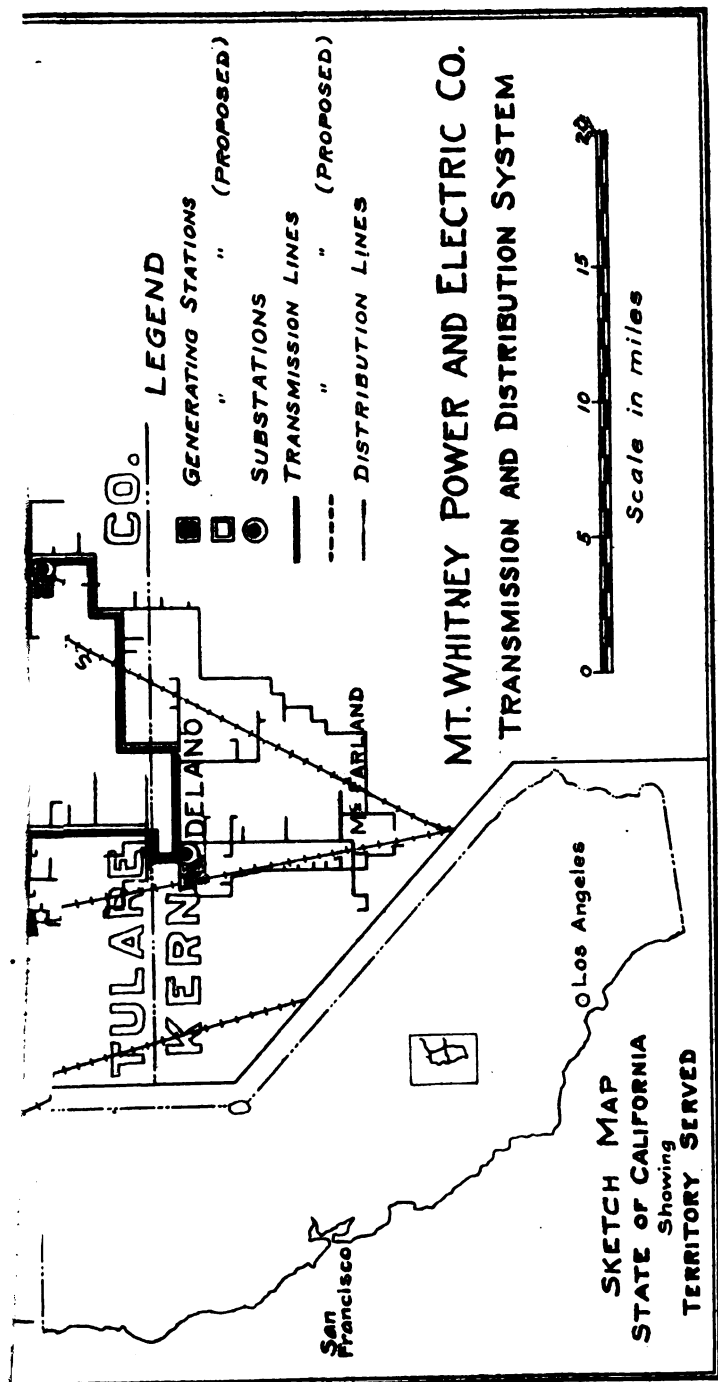 TULARE CO.
KERN
DELANO
Mc FARLAND
S
LEGEND
GENERATING STATIONS
" " (PROPOSED)
SUBSTATIONS
TRANSMISSION LINES
" " (PROPOSED)
DISTRIBUTION LINES
MT. WHITNEY POWER AND ELECTRIC CO.
TRANSMISSION AND DISTRIBUTION SYSTEM
0 5 10 15 20
Scale in miles
San
Francisco
Los Angeles
SKETCH MAP
STATE OF CALIFORNIA
Showing
TERRITORY SERVED